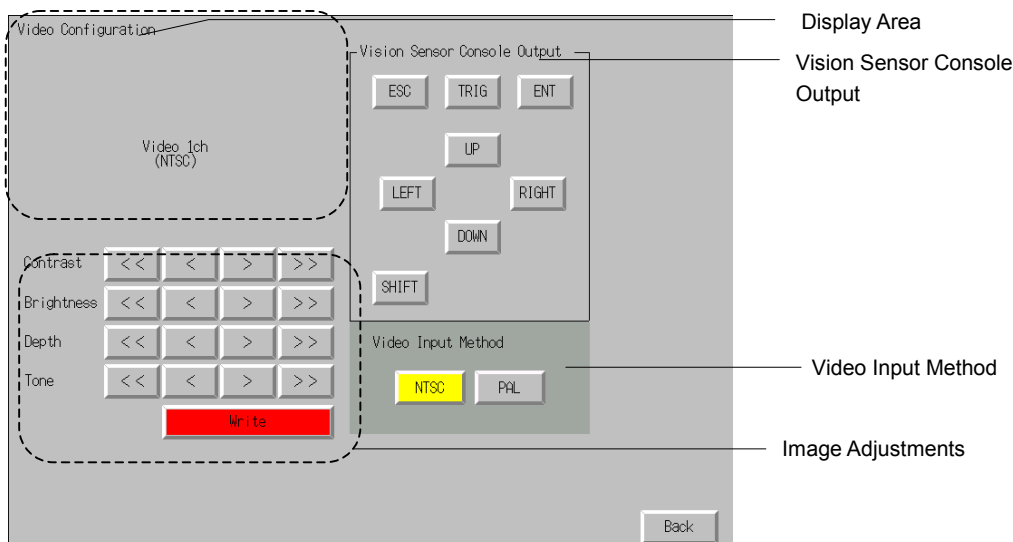 Video Configuration
Video 1ch
(NTSC)
Vision Sensor Console Output
ESC TRIG ENT
UP
LEFT RIGHT
DOWN
SHIFT
Contrast << < > >>
Brightness << < > >>
Depth << < > >>
Tone << < > >>
Write
Video Input Method
NTSC PAL
Back
Display Area
Vision Sensor Console
Output
Video Input Method
Image Adjustments